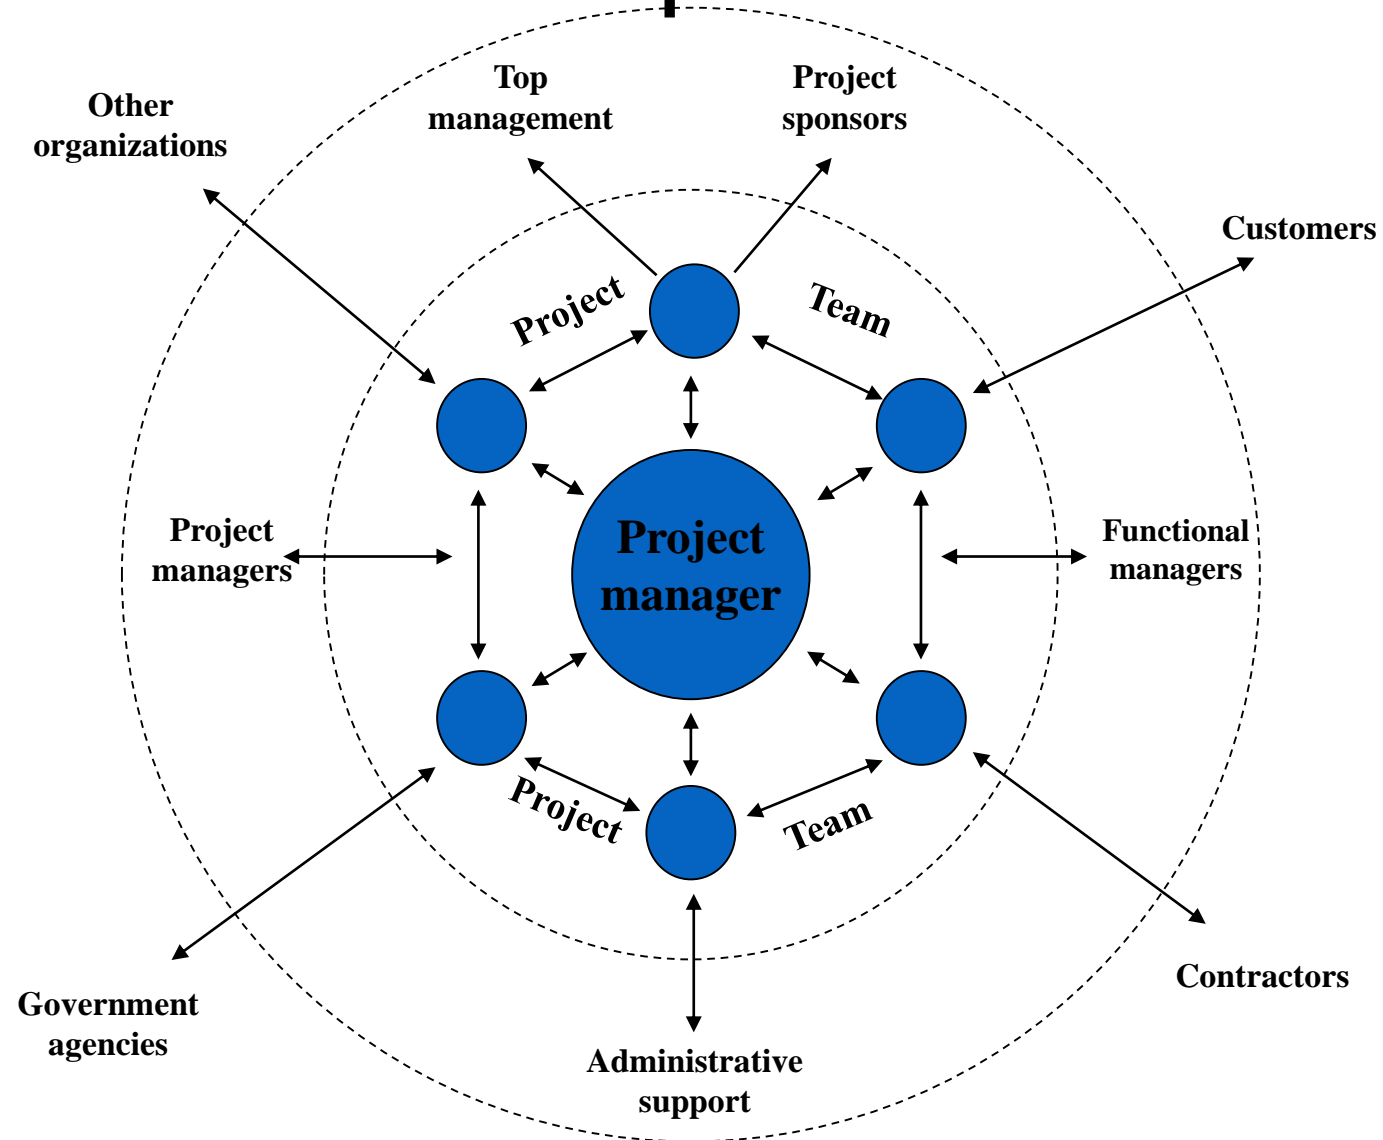 Top
management
Project
sponsors
Other
organizations
Customers
Project
Team
Project
managers
Project
manager
Functional
managers
Project
Team
Contractors
Government
agencies
Administrative
support